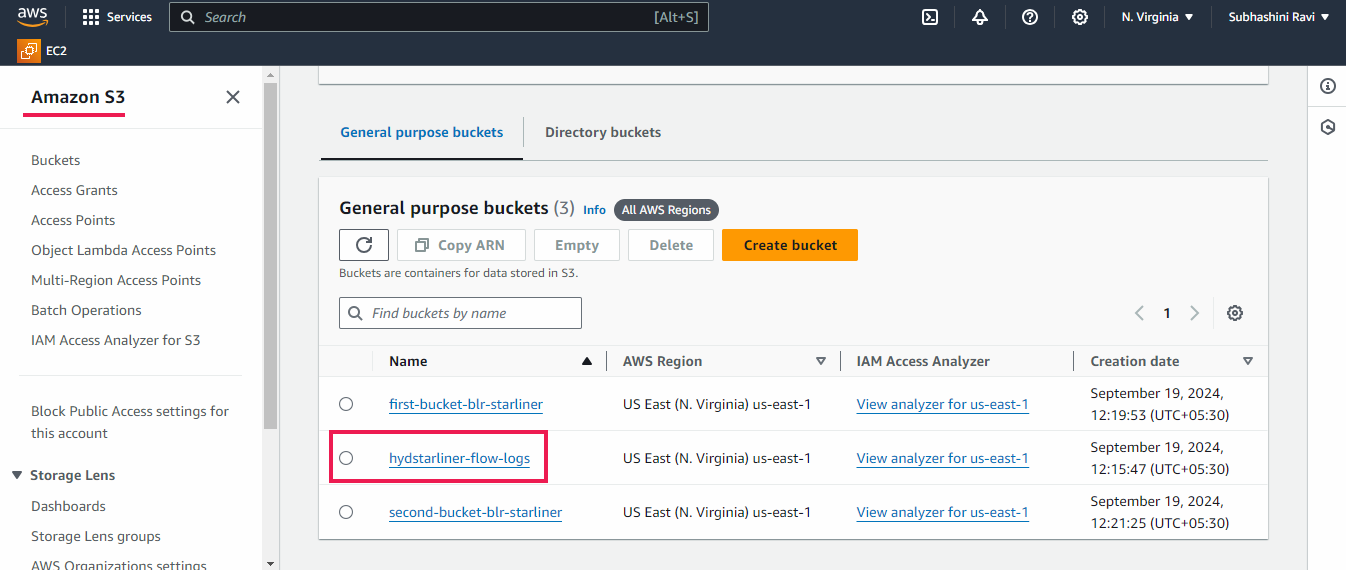 aws
Services
Search
[Alt+S]
N. Virginia
Subhashini Ravi
EC2
Amazon S3
Buckets
Access Grants
Access Points
Object Lambda Access Points
Multi-Region Access Points
Batch Operations
IAM Access Analyzer for S3
Block Public Access settings for
this account
Storage Lens
Dashboards
Storage Lens groups
AWS Organizations settings
General purpose buckets
Directory buckets
General purpose buckets (3) Info All AWS Regions
Copy ARN
Empty
Delete
Create bucket
Buckets are containers for data stored in S3.
Find buckets by name
1
Name AWS Region IAM Access Analyzer Creation date
first-bucket-blr-starliner US East (N. Virginia) us-east-1 View analyzer for us-east-1 September 19, 2024,
12:19:53 (UTC+05:30)
hydstarliner-flow-logs US East (N. Virginia) us-east-1 View analyzer for us-east-1 September 19, 2024,
12:15:47 (UTC+05:30)
second-bucket-blr-starliner US East (N. Virginia) us-east-1 View analyzer for us-east-1 September 19, 2024,
12:21:25 (UTC+05:30)